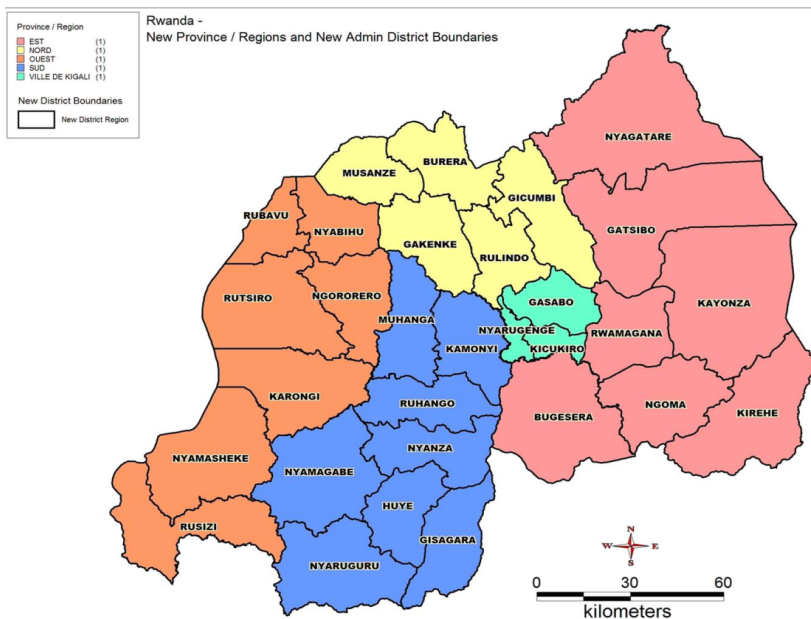 Rwanda -
New Province / Regions and New Admin District Boundaries
Province / Region
EST (1)
NORD (1)
OUEST (1)
SUD (1)
VILLE DE KIGALI (1)
New District Boundaries
New District Region
NYAGATARE
BURERA
MUSANZE
GICUMBI
RUBAVU
NYABIHU
GAKENKE
RULINDO
GATSIBO
RUTSIRO
NGORORERO
GASABO
KAYONZA
MUHANGA
NYARUGENGE
RWAMAGANA
KAMONYI
KICUKIRO
KARONGI
RUHANGO
BUGESERA
NGOMA
KIREHE
NYAMASHEKE
NYAMAGABE
NYANZA
HUYE
RUSIZI
GISAGARA
NYARUGURU
N
W E
S
0 30 60
kilometers